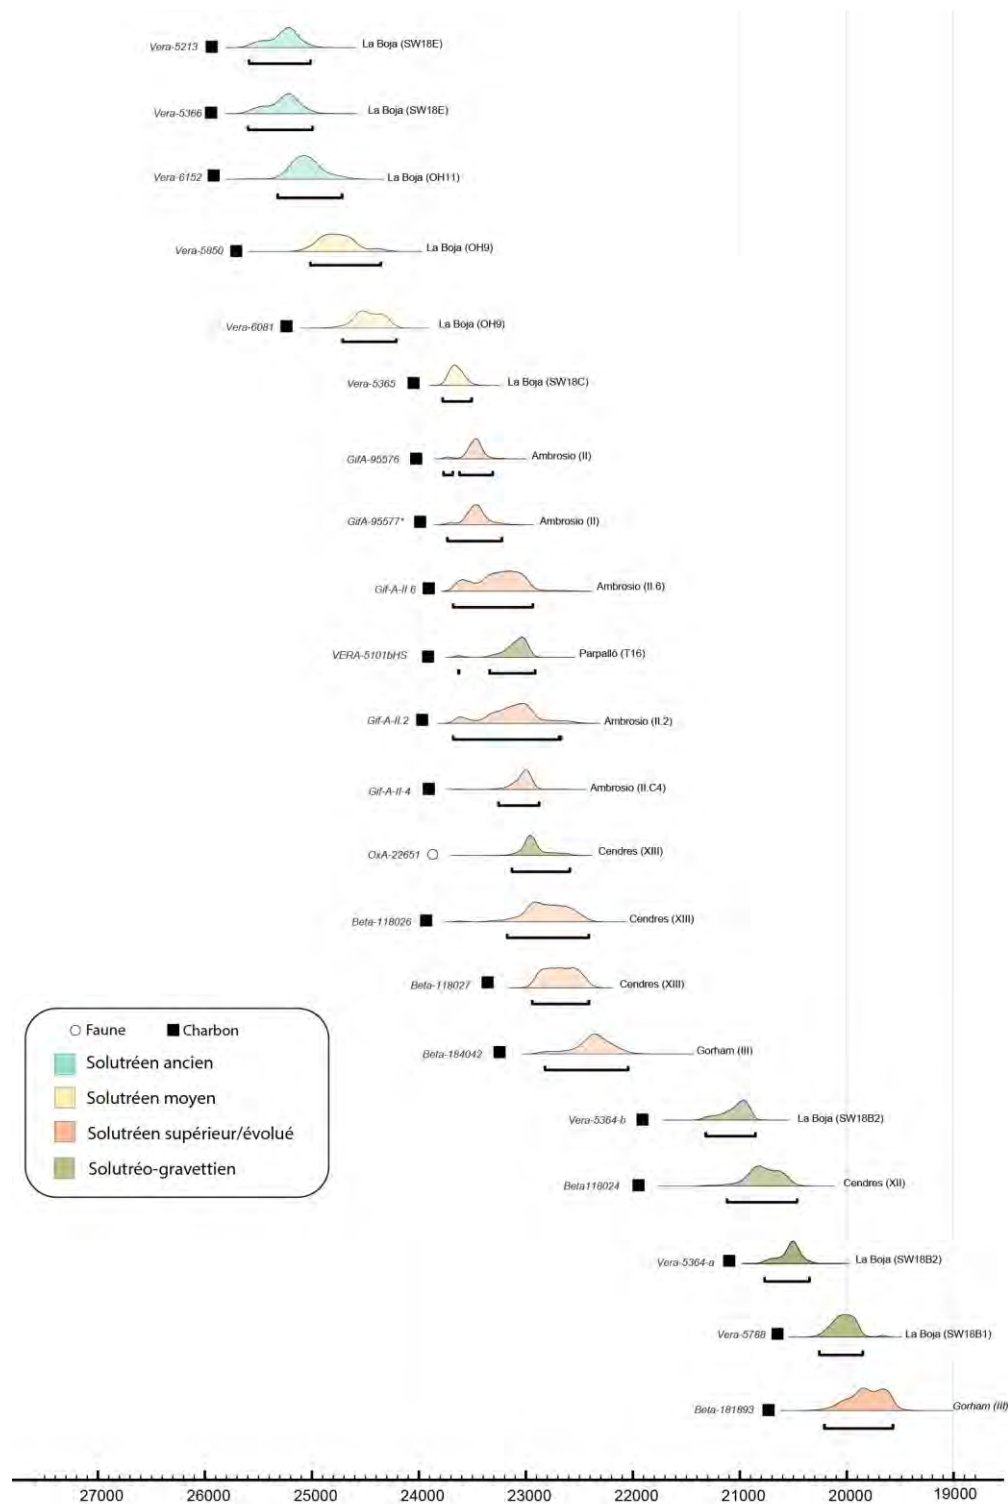 Vera-5213 La Boja (SW18E)
Vera-5366 La Boja (SW18E)
Vera-6152 La Boja (OH11)
Vera-5850 La Boja (OH9)
Vera-6081 La Boja (OH9)
Vera-5365 La Boja (SW18C)
GifA-95576 Ambrosio (II)
GifA-95577* Ambrosio (II)
Gif-A-II 6 Ambrosio (II.6)
VERA-5101bHS Parpalló (T16)
Gif-A-II.2 Ambrosio (II.2)
Gif-A-II-4 Ambrosio (II.C4)
OxA-22651 Cendres (XIII)
Beta-118026 Cendres (XIII)
Beta-118027 Cendres (XIII)
Beta-184042 Gorham (III)
Vera-5364-b La Boja (SW18B2)
Beta118024 Cendres (XII)
Vera-5364-a La Boja (SW18B2)
Vera-5788 La Boja (SW18B1)
Beta-181893 Gorham (III)
Faune Charbon
Solutréen ancien
Solutréen moyen
Solutréen supérieur/évolué
Solutréo-gravettien
27000 26000 25000 24000 23000 22000 21000 20000 19000